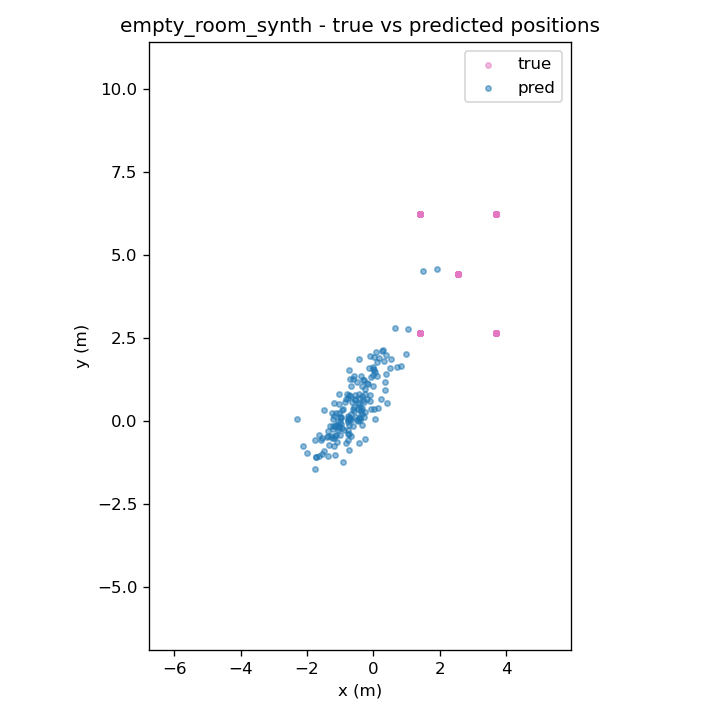 empty_room_synth - true vs predicted positions
true
pred
10.0
7.5
5.0
2.5
0.0
−2.5
−5.0
y (m)
−6
−4
−2
0
2
4
x (m)